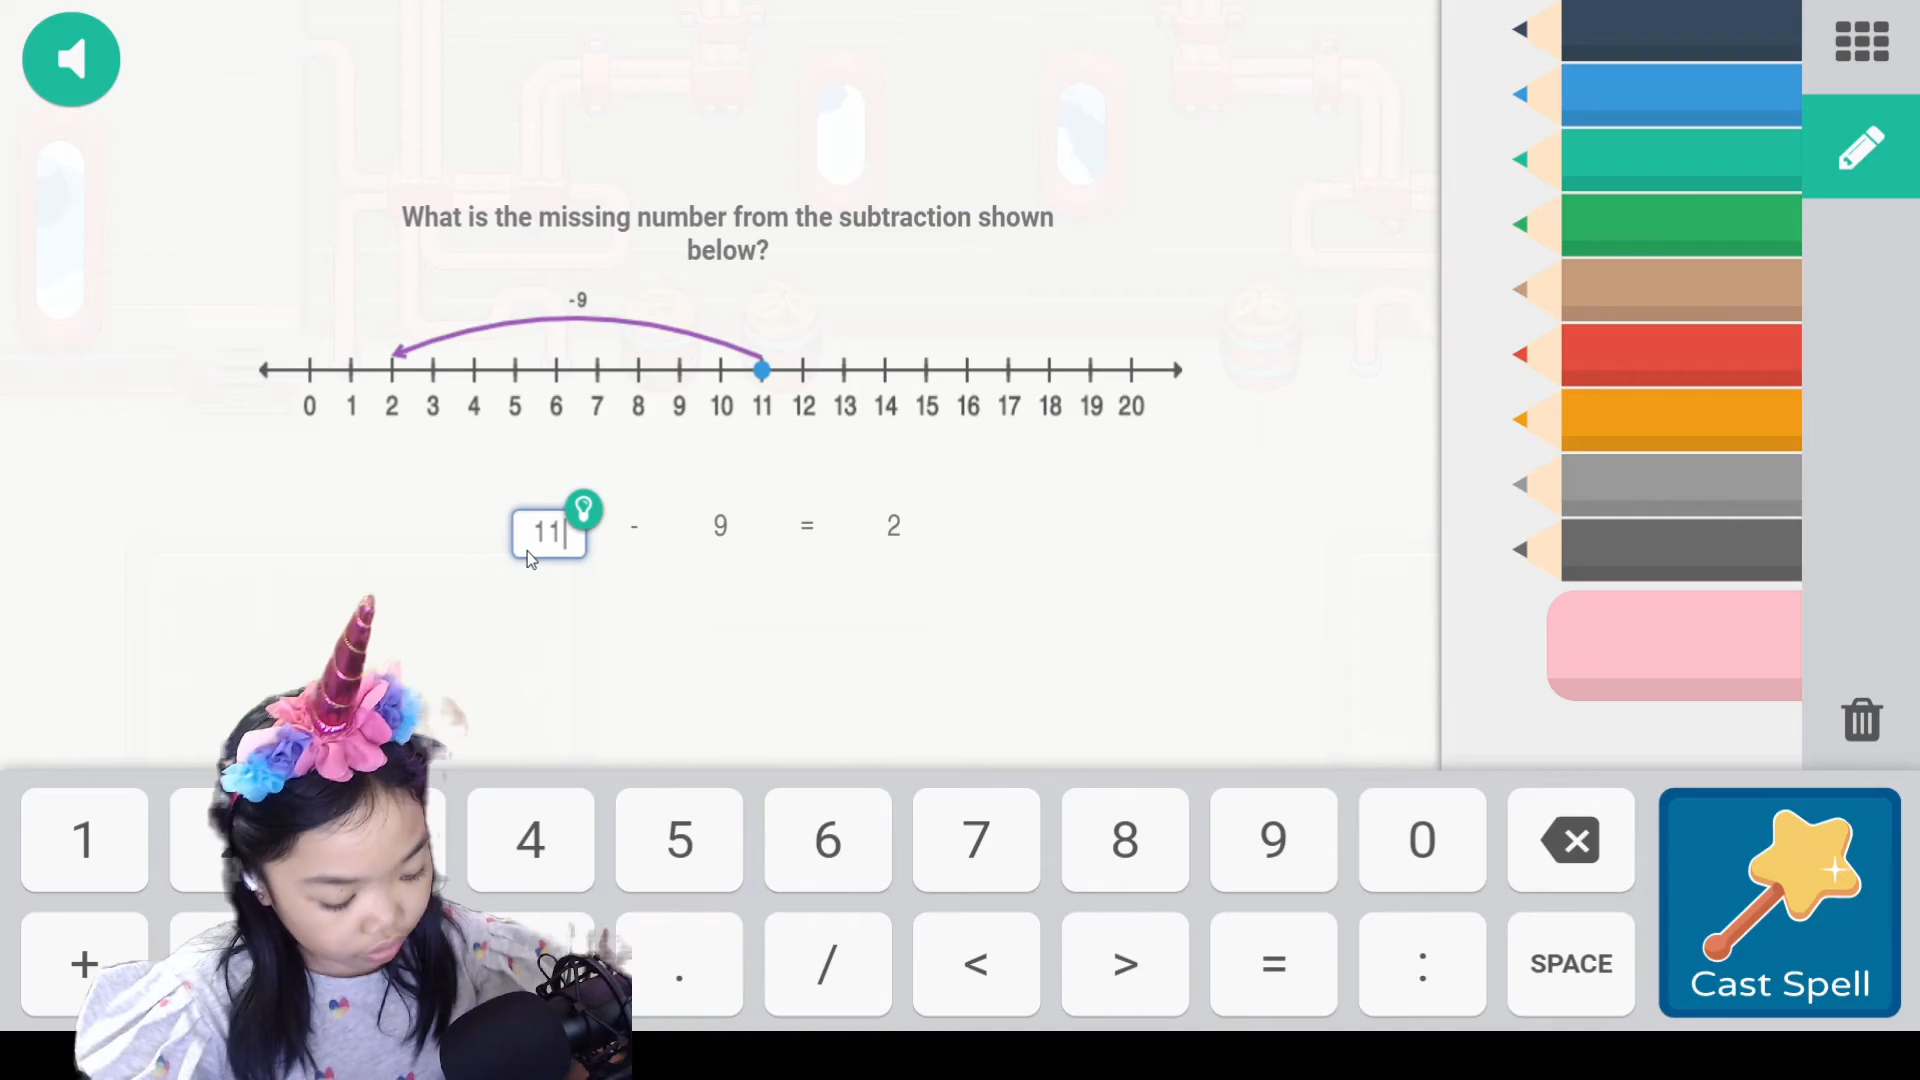 What is the missing number from the subtraction shown
below?
-9
0 1 2 3 4 5 6 7 8 9 10 11 12 13 14 15 16 17 18 19 20
11 - 9 = 2
1 4 5 6 7 8 9 0
+ . / < > = : SPACE
Cast Spell